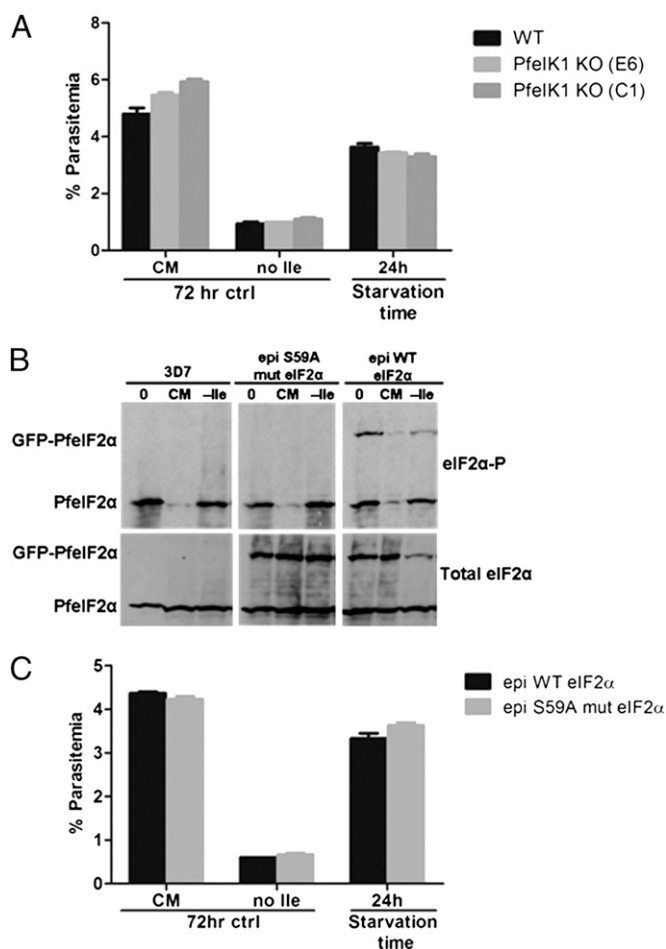 A
% Parasitemia
8
6
4
2
0
CM
no Ile
24h
72 hr ctrl
Starvation
time
WT
PfeIK1 KO (E6)
PfeIK1 KO (C1)
B
3D7
epi S59A
mut eIF2α
epi WT
eIF2α
0 CM –Ile
0 CM –Ile
0 CM –Ile
GFP-PfeIF2α
PfeIF2α
eIF2α-P
GFP-PfeIF2α
PfeIF2α
Total eIF2α
C
% Parasitemia
5
4
3
2
1
0
CM
no Ile
24h
72hr ctrl
Starvation
time
epi WT eIF2α
epi S59A mut eIF2α